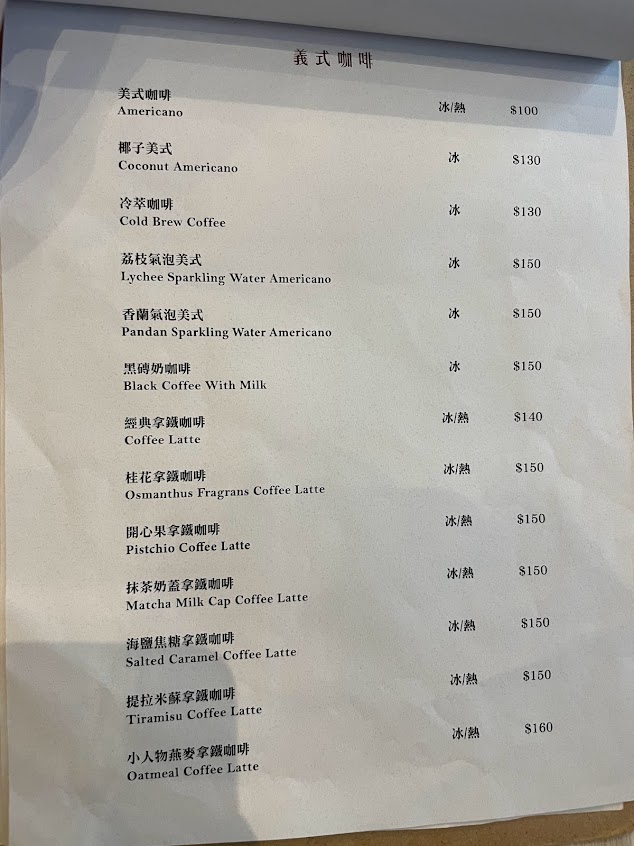 義式咖啡
美式咖啡
Americano 冰/熱 $100
椰子美式
Coconut Americano 冰 $130
冷萃咖啡
Cold Brew Coffee 冰 $130
荔枝氣泡美式
Lychee Sparkling Water Americano 冰 $150
香蘭氣泡美式
Pandan Sparkling Water Americano 冰 $150
黑磚奶咖啡
Black Coffee With Milk 冰 $150
經典拿鐵咖啡
Coffee Latte 冰/熱 $140
桂花拿鐵咖啡
Osmanthus Fragrans Coffee Latte 冰/熱 $150
開心果拿鐵咖啡
Pistchio Coffee Latte 冰/熱 $150
抹茶奶蓋拿鐵咖啡
Matcha Milk Cap Coffee Latte 冰/熱 $150
海鹽焦糖拿鐵咖啡
Salted Caramel Coffee Latte 冰/熱 $150
提拉米蘇拿鐵咖啡
Tiramisu Coffee Latte 冰/熱 $150
小人物燕麥拿鐵咖啡
Oatmeal Coffee Latte 冰/熱 $160